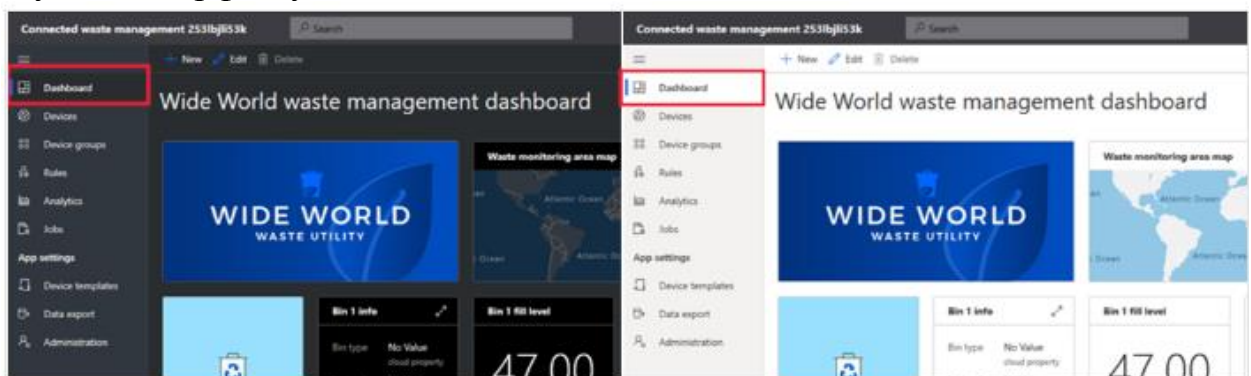 Connected waste management
Search
New Edit Delete
Dashboard
Devices
Device groups
Rules
Analytics
Jobs
App settings
Device templates
Data export
Administration
Wide World waste management dashboard
WIDE WORLD
WASTE UTILITY
Waste monitoring area map
Atlantic Ocean
Ocean
Bin 1 info
Bin type No Value
cloud property
Bin 1 fill level
47.00
Connected waste management
Search
New Edit Delete
Dashboard
Devices
Device groups
Rules
Analytics
Jobs
App settings
Device templates
Data export
Administration
Wide World waste management dashboard
WIDE WORLD
WASTE UTILITY
Waste monitoring area map
Atlantic Ocean
Ocean
Bin 1 info
Bin type No Value
cloud property
Bin 1 fill level
47.00